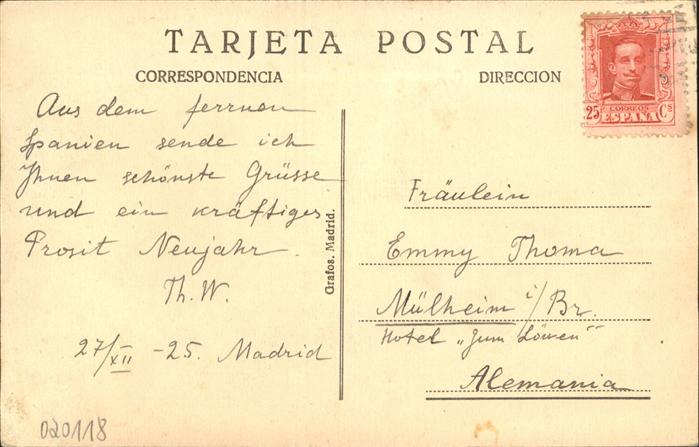 TARJETA POSTAL
CORRESPONDENCIA
DIRECCION
Aus dem ferrnen
Spanien sende ich
Ihnen schönste Grüsse
und ein kräftiges
Prosit Neujahr.
Th. W.
27/XII -25. Madrid
Grafos. Madrid.
CORREOS
25 ESPAÑA Cs
Fräulein
Emmy Thoma
Mülheim i/Br.
Hotel „Zum Löwen“
Alemania
020118